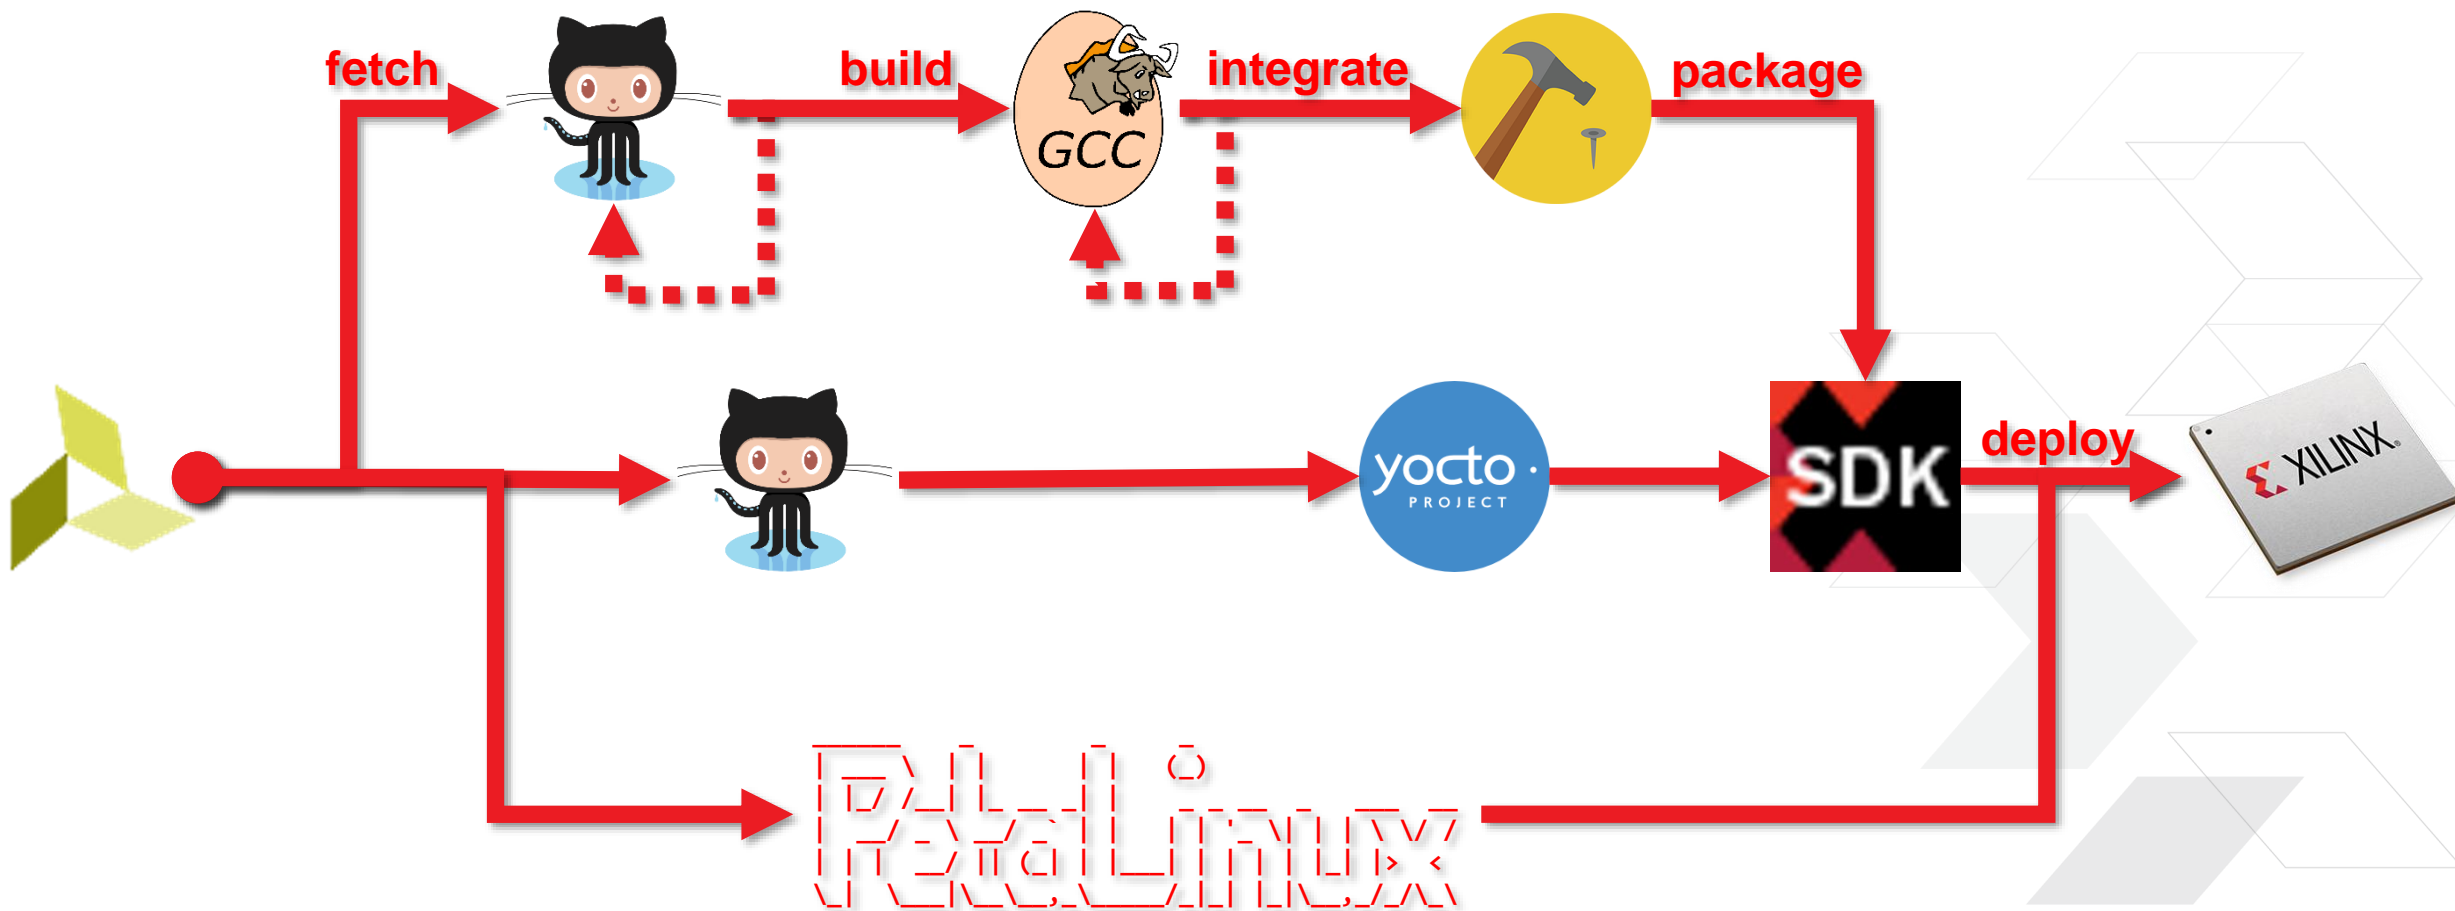 fetch
build
integrate
package
GCC
yocto
PROJECT
SDK
deploy
XILINX®
PetaLinux